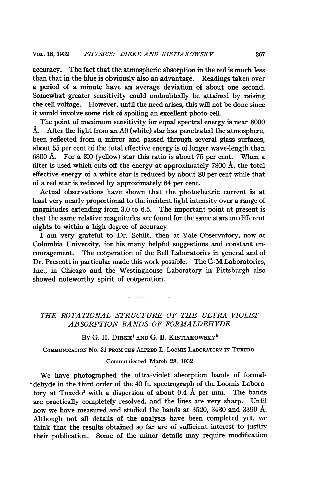 VOL. 18, 1932 PHYSICS: DIEKE AND KISTIAKOWSKY 367
accuracy. The fact that the atmospheric absorption in the red is much less
than that in the blue is obviously also an advantage. Readings taken over
a period of a minute have an average deviation of about one second.
Somewhat greater sensitivity could undoubtedly be attained by raising
the cell voltage. However, until the need arises, this will not be done since
it would involve some risk of spoiling an excellent photo-cell.
The point of maximum sensitivity for equal spectral energy is near 8000
Å. After the light from an A0 (white) star has penetrated the atmosphere,
been reflected from a mirror and passed through several glass surfaces,
about 55 per cent of the total effective energy is of longer wave-length than
5800 Å. For a K0 (yellow) star this ratio is about 75 per cent. When a
filter is used which cuts off the energy at approximately 7200 Å, the total
effective energy of a white star is reduced by about 80 per cent while that
of a red star is reduced by approximately 64 per cent.
Actual observations have shown that the photoelectric current is at
least very nearly proportional to the incident light intensity over a range of
magnitudes extending from 3.0 to 6.5. The important point at present is
that the same relative magnitudes are found for the same stars on different
nights to within a high degree of accuracy.
I am very grateful to Dr. Schilt, then at Yale Observatory, now at
Columbia University, for his many helpful suggestions and constant en-
couragement. The coöperation of the Bell Laboratories in general and of
Dr. Prescott in particular made this work possible. The G-M Laboratories,
Inc., in Chicago and the Westinghouse Laboratory in Pittsburgh also
showed noteworthy spirit of coöperation.
THE ROTATIONAL STRUCTURE OF THE ULTRA-VIOLET
ABSORPTION BANDS OF FORMALDEHYDE
BY G. H. DIEKE¹ AND G. B. KISTIAKOWSKY²
COMMUNICATION NO. 31 FROM THE ALFRED L. LOOMIS LABORATORY IN TUXEDO
Communicated March 28, 1932
We have photographed the ultra-violet absorption bands of formal-
dehyde in the third order of the 40 ft. spectrograph of the Loomis Labora-
tory at Tuxedo³ with a dispersion of about 0.4 Å per mm. The bands
are practically completely resolved, and the lines are very sharp. Until
now we have measured and studied the bands at 3520, 3430 and 3390 Å.
Although not all details of the analysis have been completed yet, we
think that the results obtained so far are of sufficient interest to justify
their publication. Some of the minor details may require modification